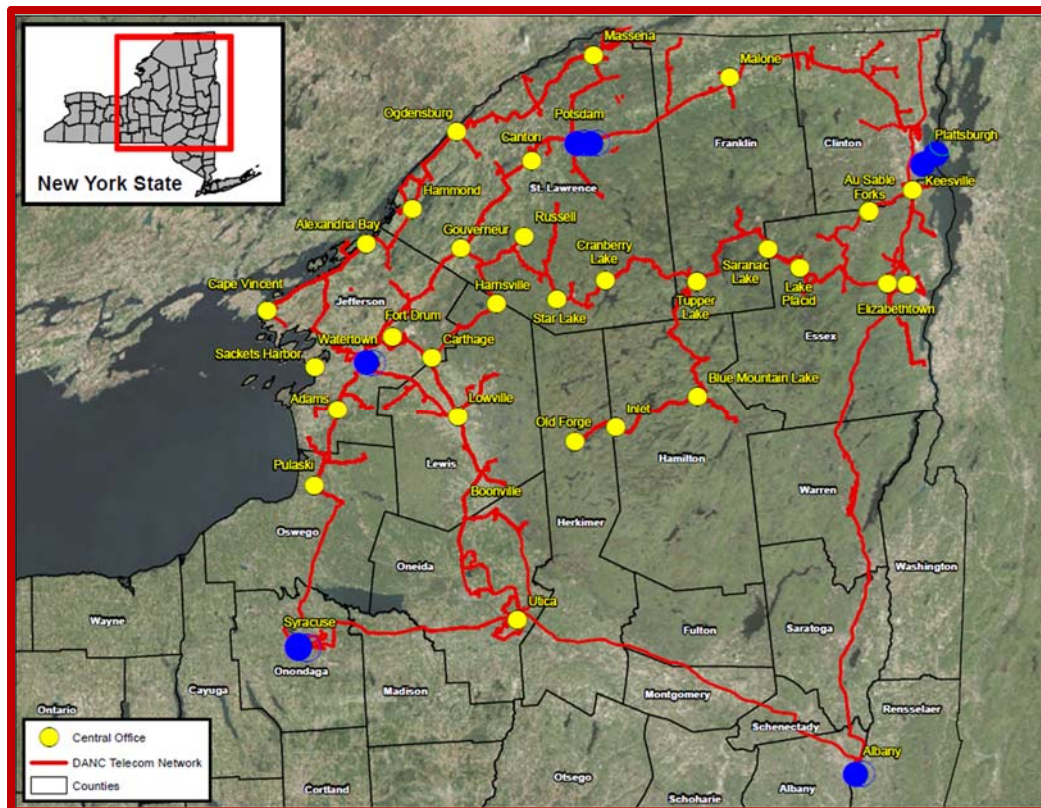 New York State
Massena
Malone
Ogdensburg
Potsdam
Canton
Plattsburgh
Franklin
Clinton
Keesville
Au Sable
Forks
St. Lawrence
Hammond
Russell
Alexandria Bay
Gouverneur
Cranberry
Lake
Saranac
Lake
Lake
Placid
Cape Vincent
Jefferson
Harrisville
Star Lake
Tupper
Lake
Elizabethtown
Essex
Fort Drum
Watertown
Carthage
Sackets Harbor
Blue Mountain Lake
Adams
Lowville
Old Forge
Inlet
Hamilton
Pulaski
Lewis
Boonville
Warren
Herkimer
Oswego
Oneida
Washington
Wayne
Utica
Syracuse
Fulton
Saratoga
Onondaga
Cayuga
Madison
Montgomery
Ontario
Schenectady
Rensselaer
Albany
Otsego
Cortland
Schoharie
Albany
Central Office
DANC Telecom Network
Counties